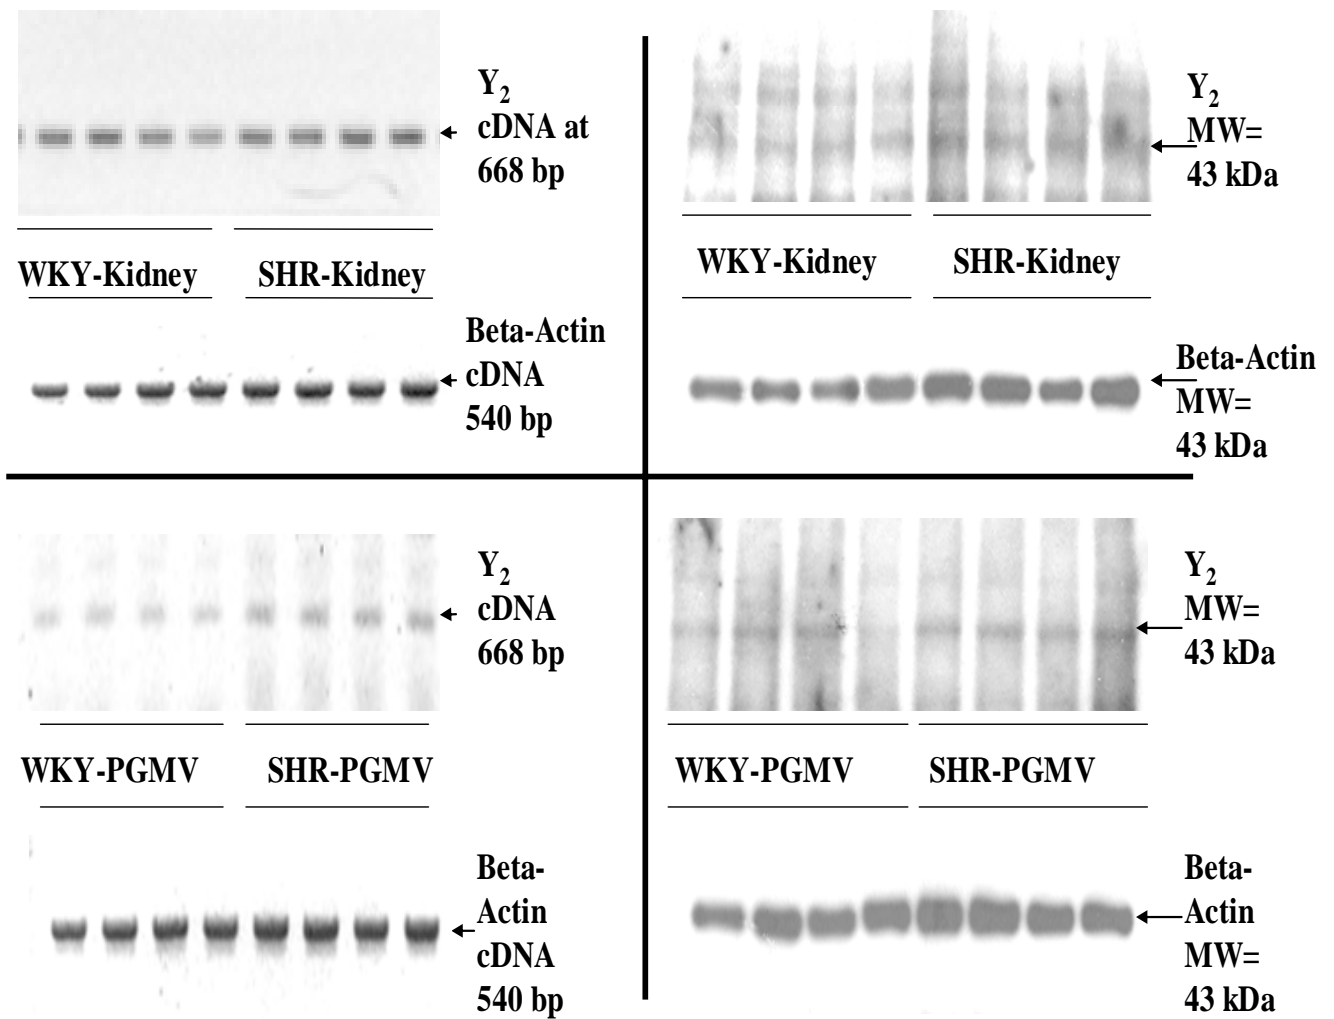 Y2
cDNA at
668 bp
WKY-Kidney SHR-Kidney
Beta-Actin
cDNA
540 bp
Y2
MW=
43 kDa
WKY-Kidney SHR-Kidney
Beta-Actin
MW=
43 kDa
Y2
cDNA
668 bp
WKY-PGMV SHR-PGMV
Beta-
Actin
cDNA
540 bp
Y2
MW=
43 kDa
WKY-PGMV SHR-PGMV
Beta-
Actin
MW=
43 kDa